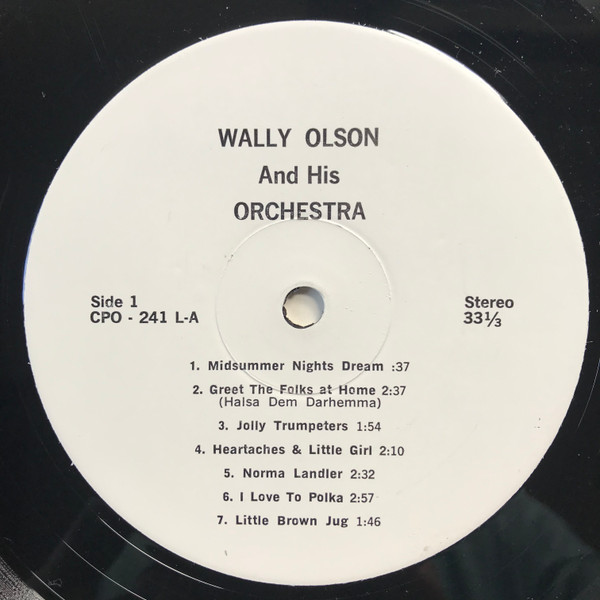 WALLY OLSON
And His
ORCHESTRA
Side 1
CPO - 241 L-A
Stereo
33⅓
1. Midsummer Nights Dream :37
2. Greet The Folks at Home 2:37
(Halsa Dem Darhemma)
3. Jolly Trumpeters 1:54
4. Heartaches & Little Girl 2:10
5. Norma Landler 2:32
6. I Love To Polka 2:57
7. Little Brown Jug 1:46